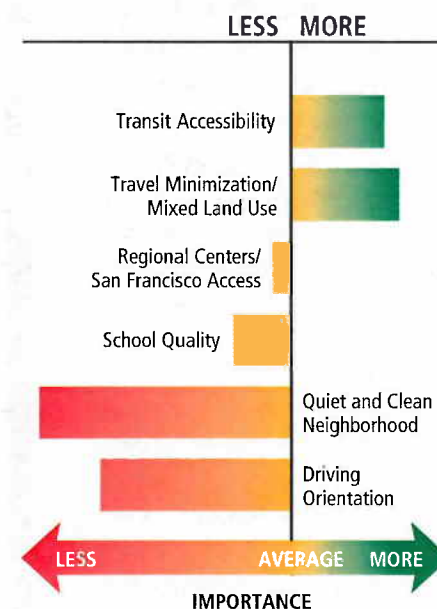 LESS MORE
Transit Accessibility
Travel Minimization/
Mixed Land Use
Regional Centers/
San Francisco Access
School Quality
Quiet and Clean
Neighborhood
Driving
Orientation
LESS AVERAGE MORE
IMPORTANCE